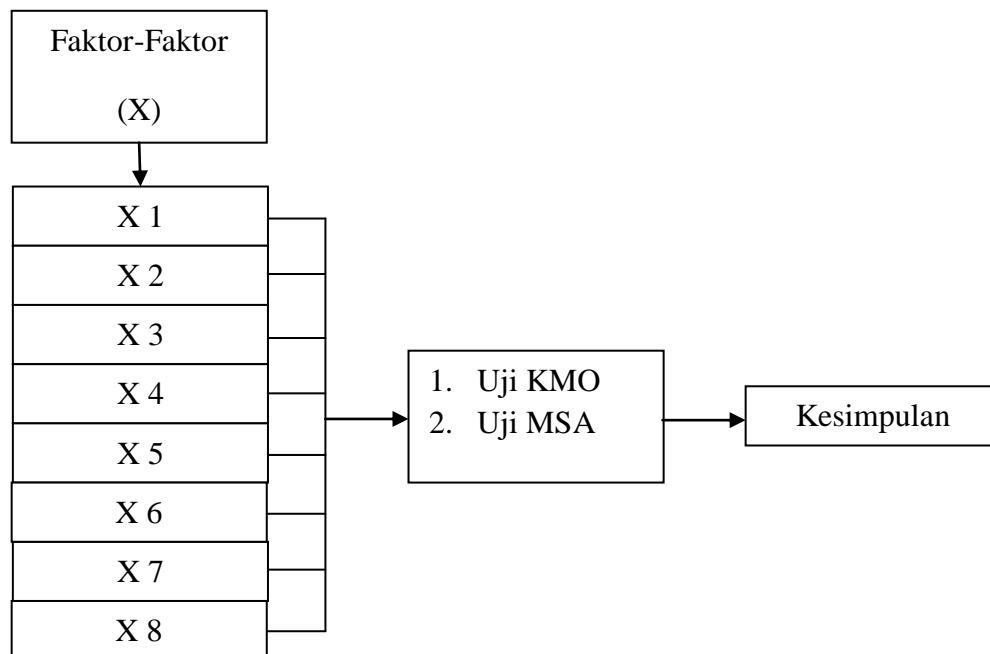 Faktor-Faktor
(X)
X 1
X 2
X 3
X 4
X 5
X 6
X 7
X 8
1. Uji KMO
2. Uji MSA
Kesimpulan